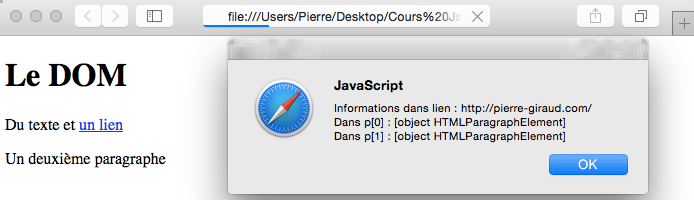 file:///Users/Pierre/Desktop/Cours%20Js
Le DOM
Du texte et un lien
Un deuxième paragraphe
JavaScript
Informations dans lien : http://pierre-giraud.com/
Dans p[0] : [object HTMLParagraphElement]
Dans p[1] : [object HTMLParagraphElement]
OK